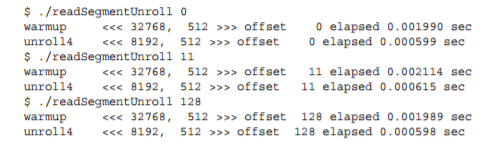 $ ./readSegmentUnroll 0
warmup <<< 32768, 512 >>> offset 0 elapsed 0.001990 sec
unroll4 <<< 8192, 512 >>> offset 0 elapsed 0.000599 sec
$ ./readSegmentUnroll 11
warmup <<< 32768, 512 >>> offset 11 elapsed 0.002114 sec
unroll4 <<< 8192, 512 >>> offset 11 elapsed 0.000615 sec
$ ./readSegmentUnroll 128
warmup <<< 32768, 512 >>> offset 128 elapsed 0.001989 sec
unroll4 <<< 8192, 512 >>> offset 128 elapsed 0.000598 sec